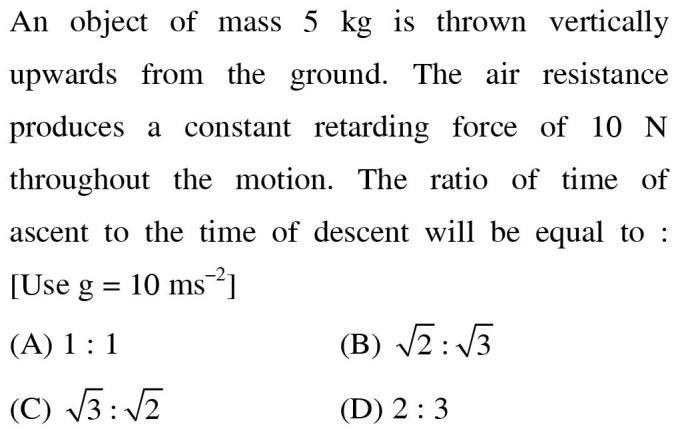 An object of mass 5 kg is thrown vertically
upwards from the ground. The air resistance
produces a constant retarding force of 10 N
throughout the motion. The ratio of time of
ascent to the time of descent will be equal to :
[Use g = 10 ms⁻²]
(A) 1 : 1 (B) √2 : √3
(C) √3 : √2 (D) 2 : 3